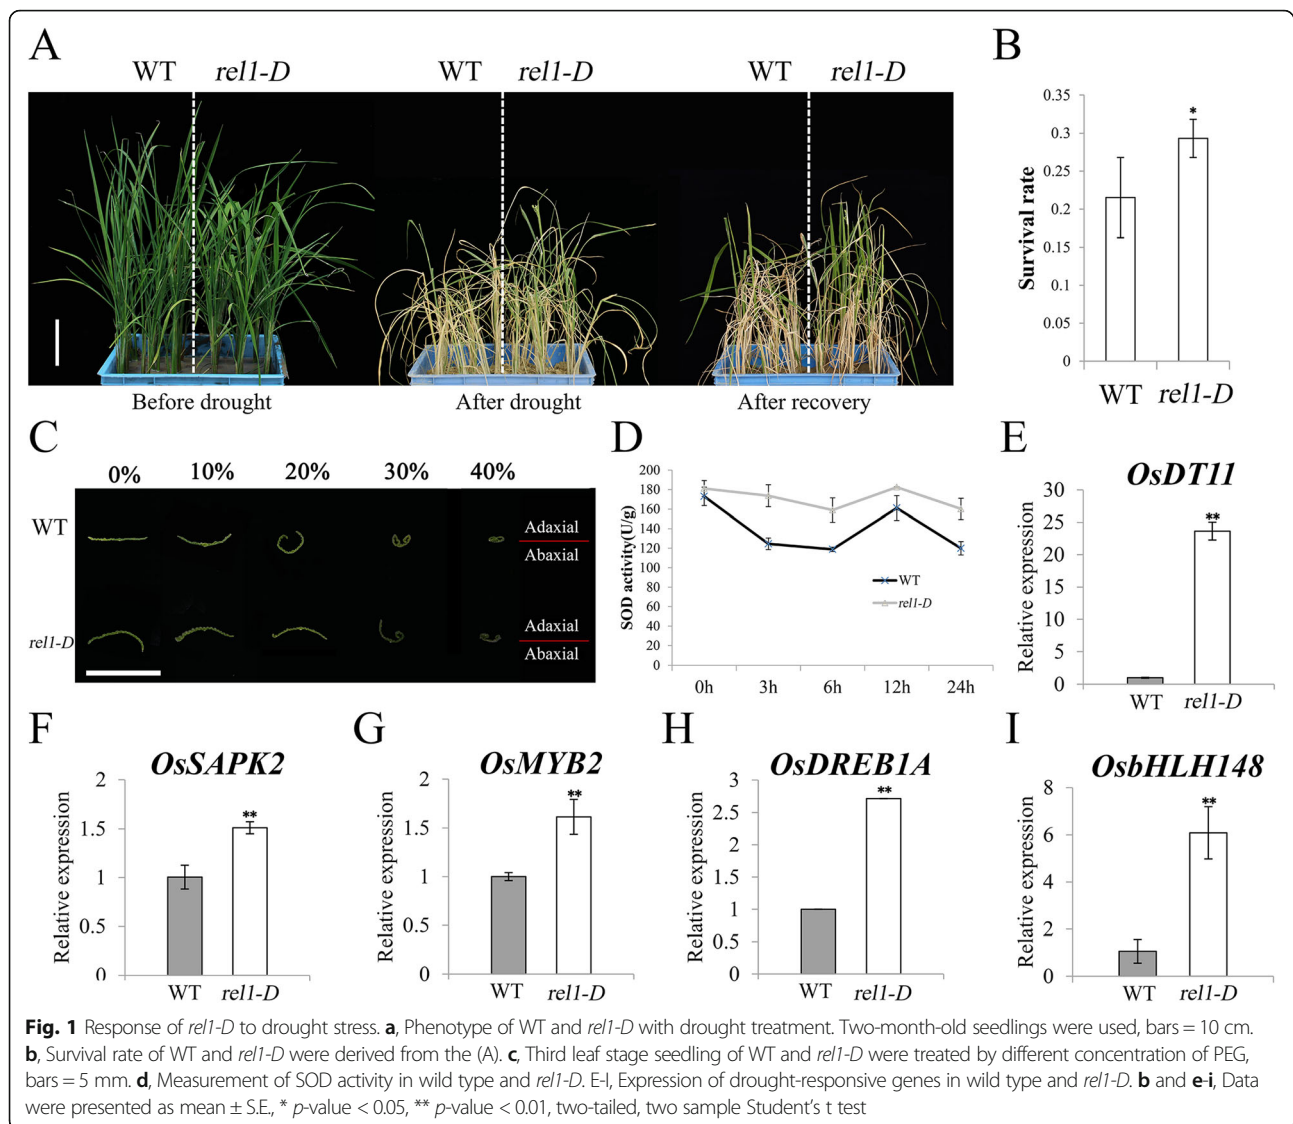 A
WT rel1-D WT rel1-D WT rel1-D
Before drought After drought After recovery
B
0.35
0.3
0.25
0.2
0.15
0.1
0.05
0
Survival rate
*
WT rel1-D
C
0% 10% 20% 30% 40%
WT
Adaxial
Abaxial
rel1-D
Adaxial
Abaxial
D
200
180
160
140
120
100
80
60
40
20
0
SOD activity(U/g)
WT
rel1-D
0h 3h 6h 12h 24h
E
OsDT11
30
25
20
15
10
5
0
Relative expression
**
WT rel1-D
F
OsSAPK2
2
1.5
1
0.5
0
Relative expression
**
WT rel1-D
G
OsMYB2
2
1.5
1
0.5
0
Relative expression
**
WT rel1-D
H
OsDREB1A
3
2.5
2
1.5
1
0.5
0
Relative expression
**
WT rel1-D
I
OsbHLH148
8
6
4
2
0
Relative expression
**
WT rel1-D
Fig. 1 Response of rel1-D to drought stress. a, Phenotype of WT and rel1-D with drought treatment. Two-month-old seedlings were used, bars = 10 cm.
b, Survival rate of WT and rel1-D were derived from the (A). c, Third leaf stage seedling of WT and rel1-D were treated by different concentration of PEG,
bars = 5 mm. d, Measurement of SOD activity in wild type and rel1-D. E-I, Expression of drought-responsive genes in wild type and rel1-D. b and e-i, Data
were presented as mean ± S.E., * p-value < 0.05, ** p-value < 0.01, two-tailed, two sample Student's t test